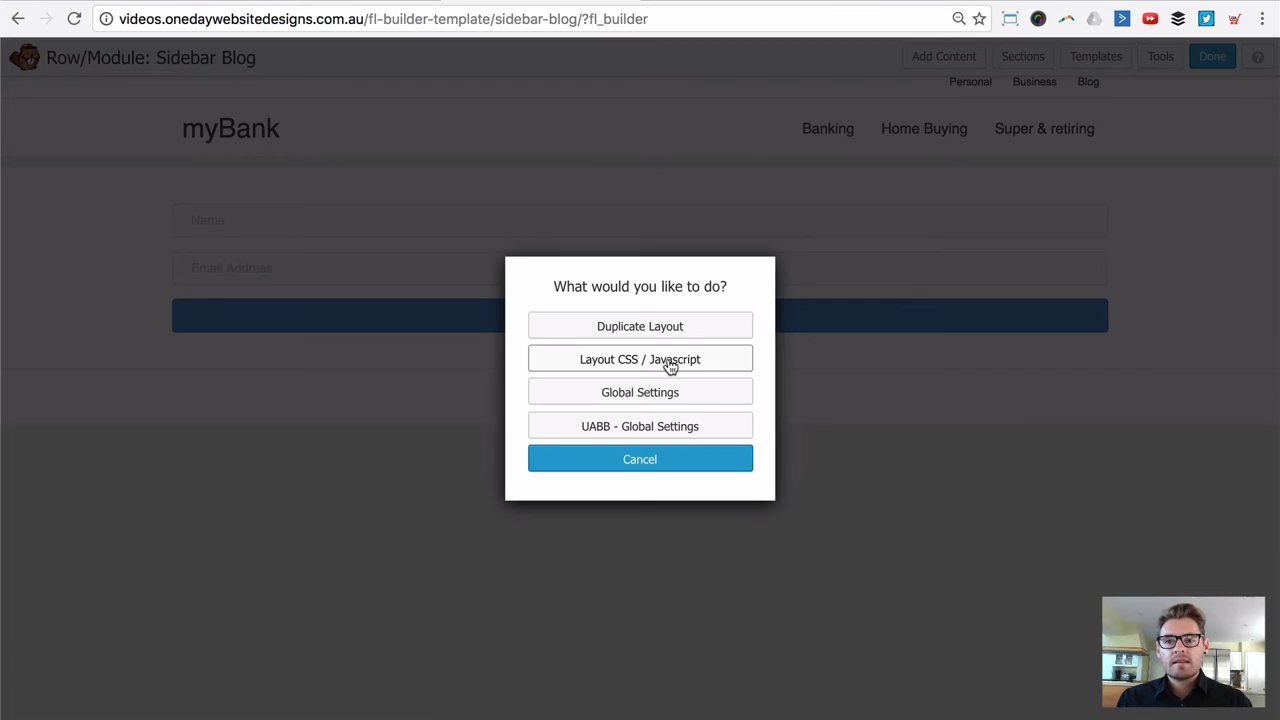 videos.onedaywebsitedesigns.com.au/fl-builder-template/sidebar-blog/?fl_builder
Row/Module: Sidebar Blog
Add Content
Sections
Templates
Tools
Done
?
Personal
Business
Blog
myBank
Banking
Home Buying
Super & retiring
Name
Email Address
What would you like to do?
Duplicate Layout
Layout CSS / Javascript
Global Settings
UABB - Global Settings
Cancel